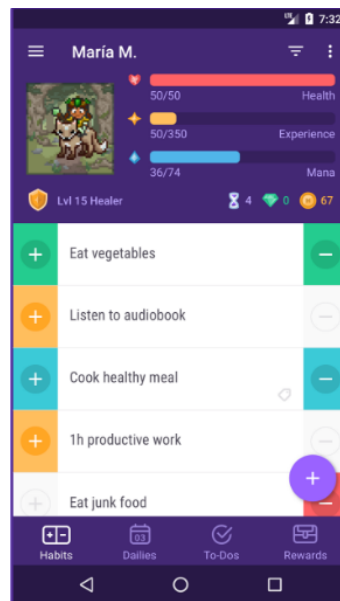 LTE 7:32
María M.
50/50 Health
50/350 Experience
36/74 Mana
Lvl 15 Healer 4 0 67
Eat vegetables
Listen to audiobook
Cook healthy meal
1h productive work
Eat junk food
03
Habits Dailies To-Dos Rewards